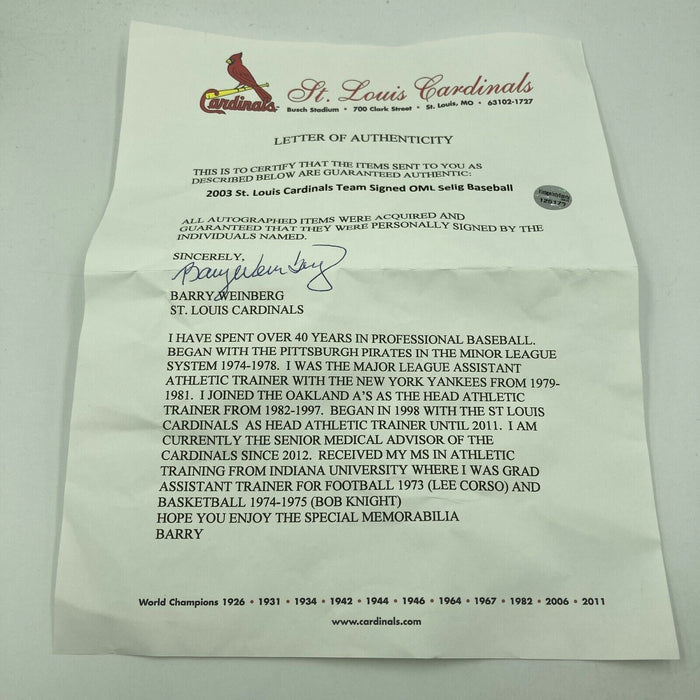 Cardinals
St. Louis Cardinals
Busch Stadium • 700 Clark Street • St. Louis, MO • 63102-1727
LETTER OF AUTHENTICITY
THIS IS TO CERTIFY THAT THE ITEMS SENT TO YOU AS
DESCRIBED BELOW ARE GUARANTEED AUTHENTIC:
2003 St. Louis Cardinals Team Signed OML Selig Baseball
ALL AUTOGRAPHED ITEMS WERE ACQUIRED AND
GUARANTEED THAT THEY WERE PERSONALLY SIGNED BY THE
INDIVIDUALS NAMED.
SINCERELY,
Barry Weinberg
BARRY WEINBERG
ST. LOUIS CARDINALS
I HAVE SPENT OVER 40 YEARS IN PROFESSIONAL BASEBALL.
BEGAN WITH THE PITTSBURGH PIRATES IN THE MINOR LEAGUE
SYSTEM 1974-1978. I WAS THE MAJOR LEAGUE ASSISTANT
ATHLETIC TRAINER WITH THE NEW YORK YANKEES FROM 1979-
1981. I JOINED THE OAKLAND A'S AS THE HEAD ATHLETIC
TRAINER FROM 1982-1997. BEGAN IN 1998 WITH THE ST LOUIS
CARDINALS AS HEAD ATHLETIC TRAINER UNTIL 2011. I AM
CURRENTLY THE SENIOR MEDICAL ADVISOR OF THE
CARDINALS SINCE 2012. RECEIVED MY MS IN ATHLETIC
TRAINING FROM INDIANA UNIVERSITY WHERE I WAS GRAD
ASSISTANT TRAINER FOR FOOTBALL 1973 (LEE CORSO) AND
BASKETBALL 1974-1975 (BOB KNIGHT)
HOPE YOU ENJOY THE SPECIAL MEMORABILIA
BARRY
World Champions 1926 • 1931 • 1934 • 1942 • 1944 • 1946 • 1964 • 1967 • 1982 • 2006 • 2011
www.cardinals.com